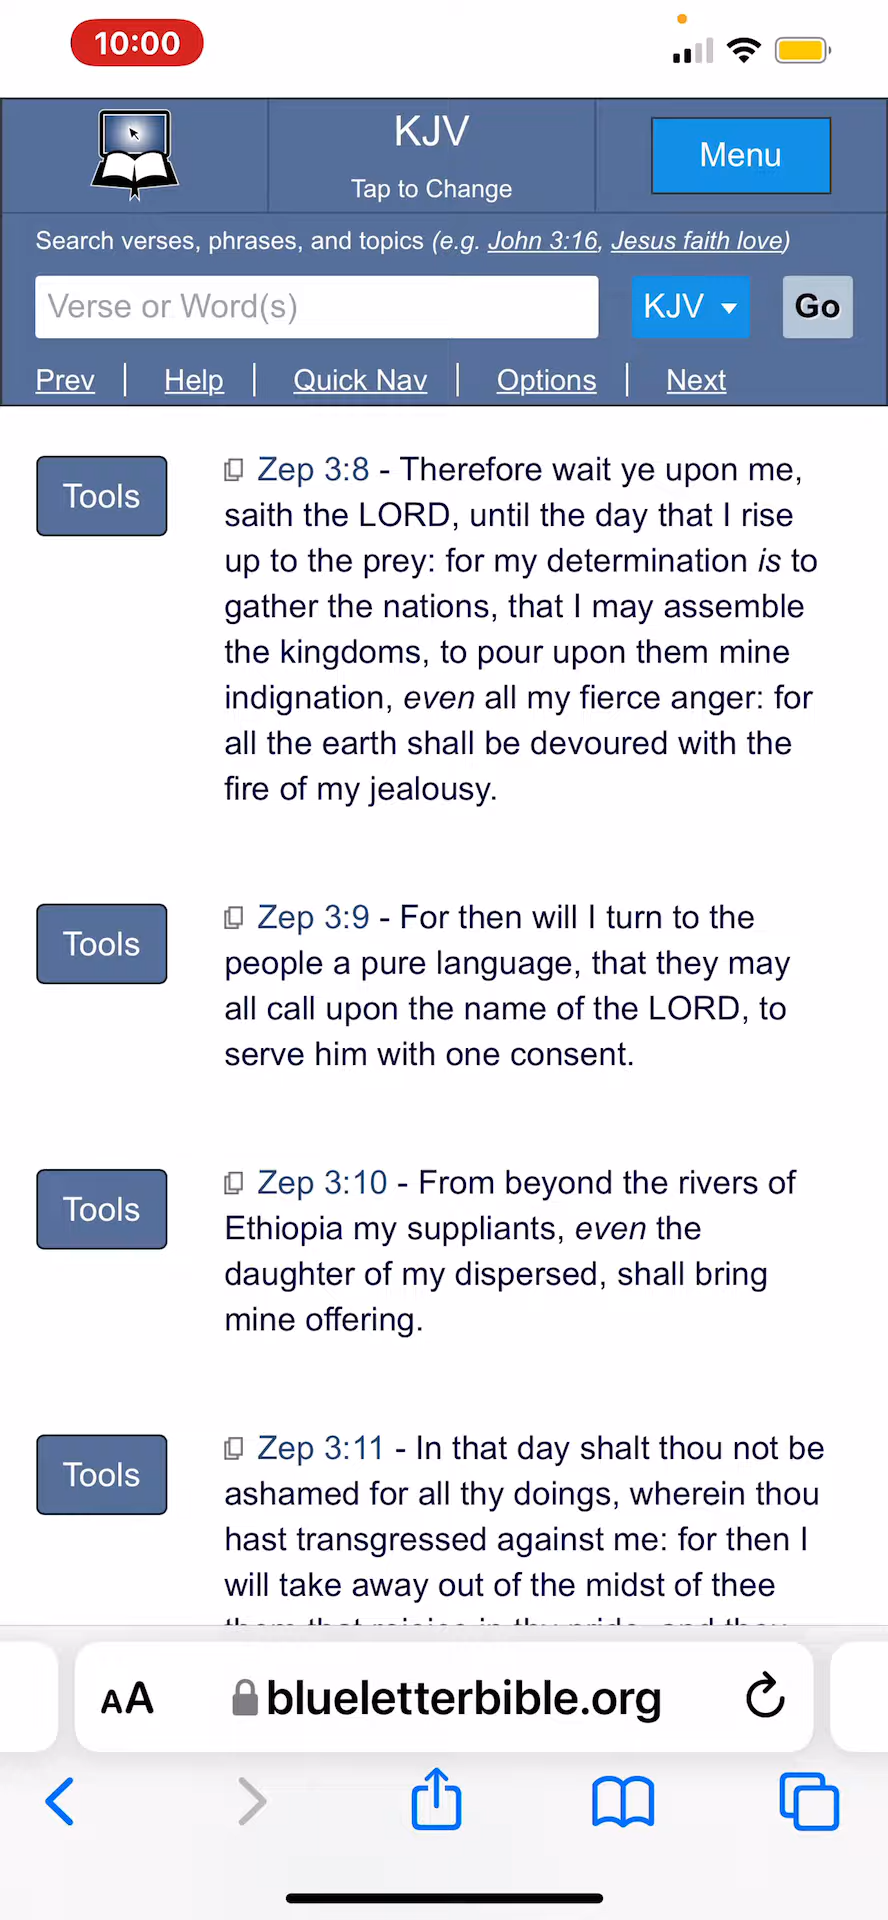 10:00
KJV
Tap to Change
Menu
Search verses, phrases, and topics (e.g. John 3:16, Jesus faith love)
Verse or Word(s)
KJV
Go
Prev | Help | Quick Nav | Options | Next
Tools
Zep 3:8 - Therefore wait ye upon me,
saith the LORD, until the day that I rise
up to the prey: for my determination is to
gather the nations, that I may assemble
the kingdoms, to pour upon them mine
indignation, even all my fierce anger: for
all the earth shall be devoured with the
fire of my jealousy.
Tools
Zep 3:9 - For then will I turn to the
people a pure language, that they may
all call upon the name of the LORD, to
serve him with one consent.
Tools
Zep 3:10 - From beyond the rivers of
Ethiopia my suppliants, even the
daughter of my dispersed, shall bring
mine offering.
Tools
Zep 3:11 - In that day shalt thou not be
ashamed for all thy doings, wherein thou
hast transgressed against me: for then I
will take away out of the midst of thee
AA
blueletterbible.org